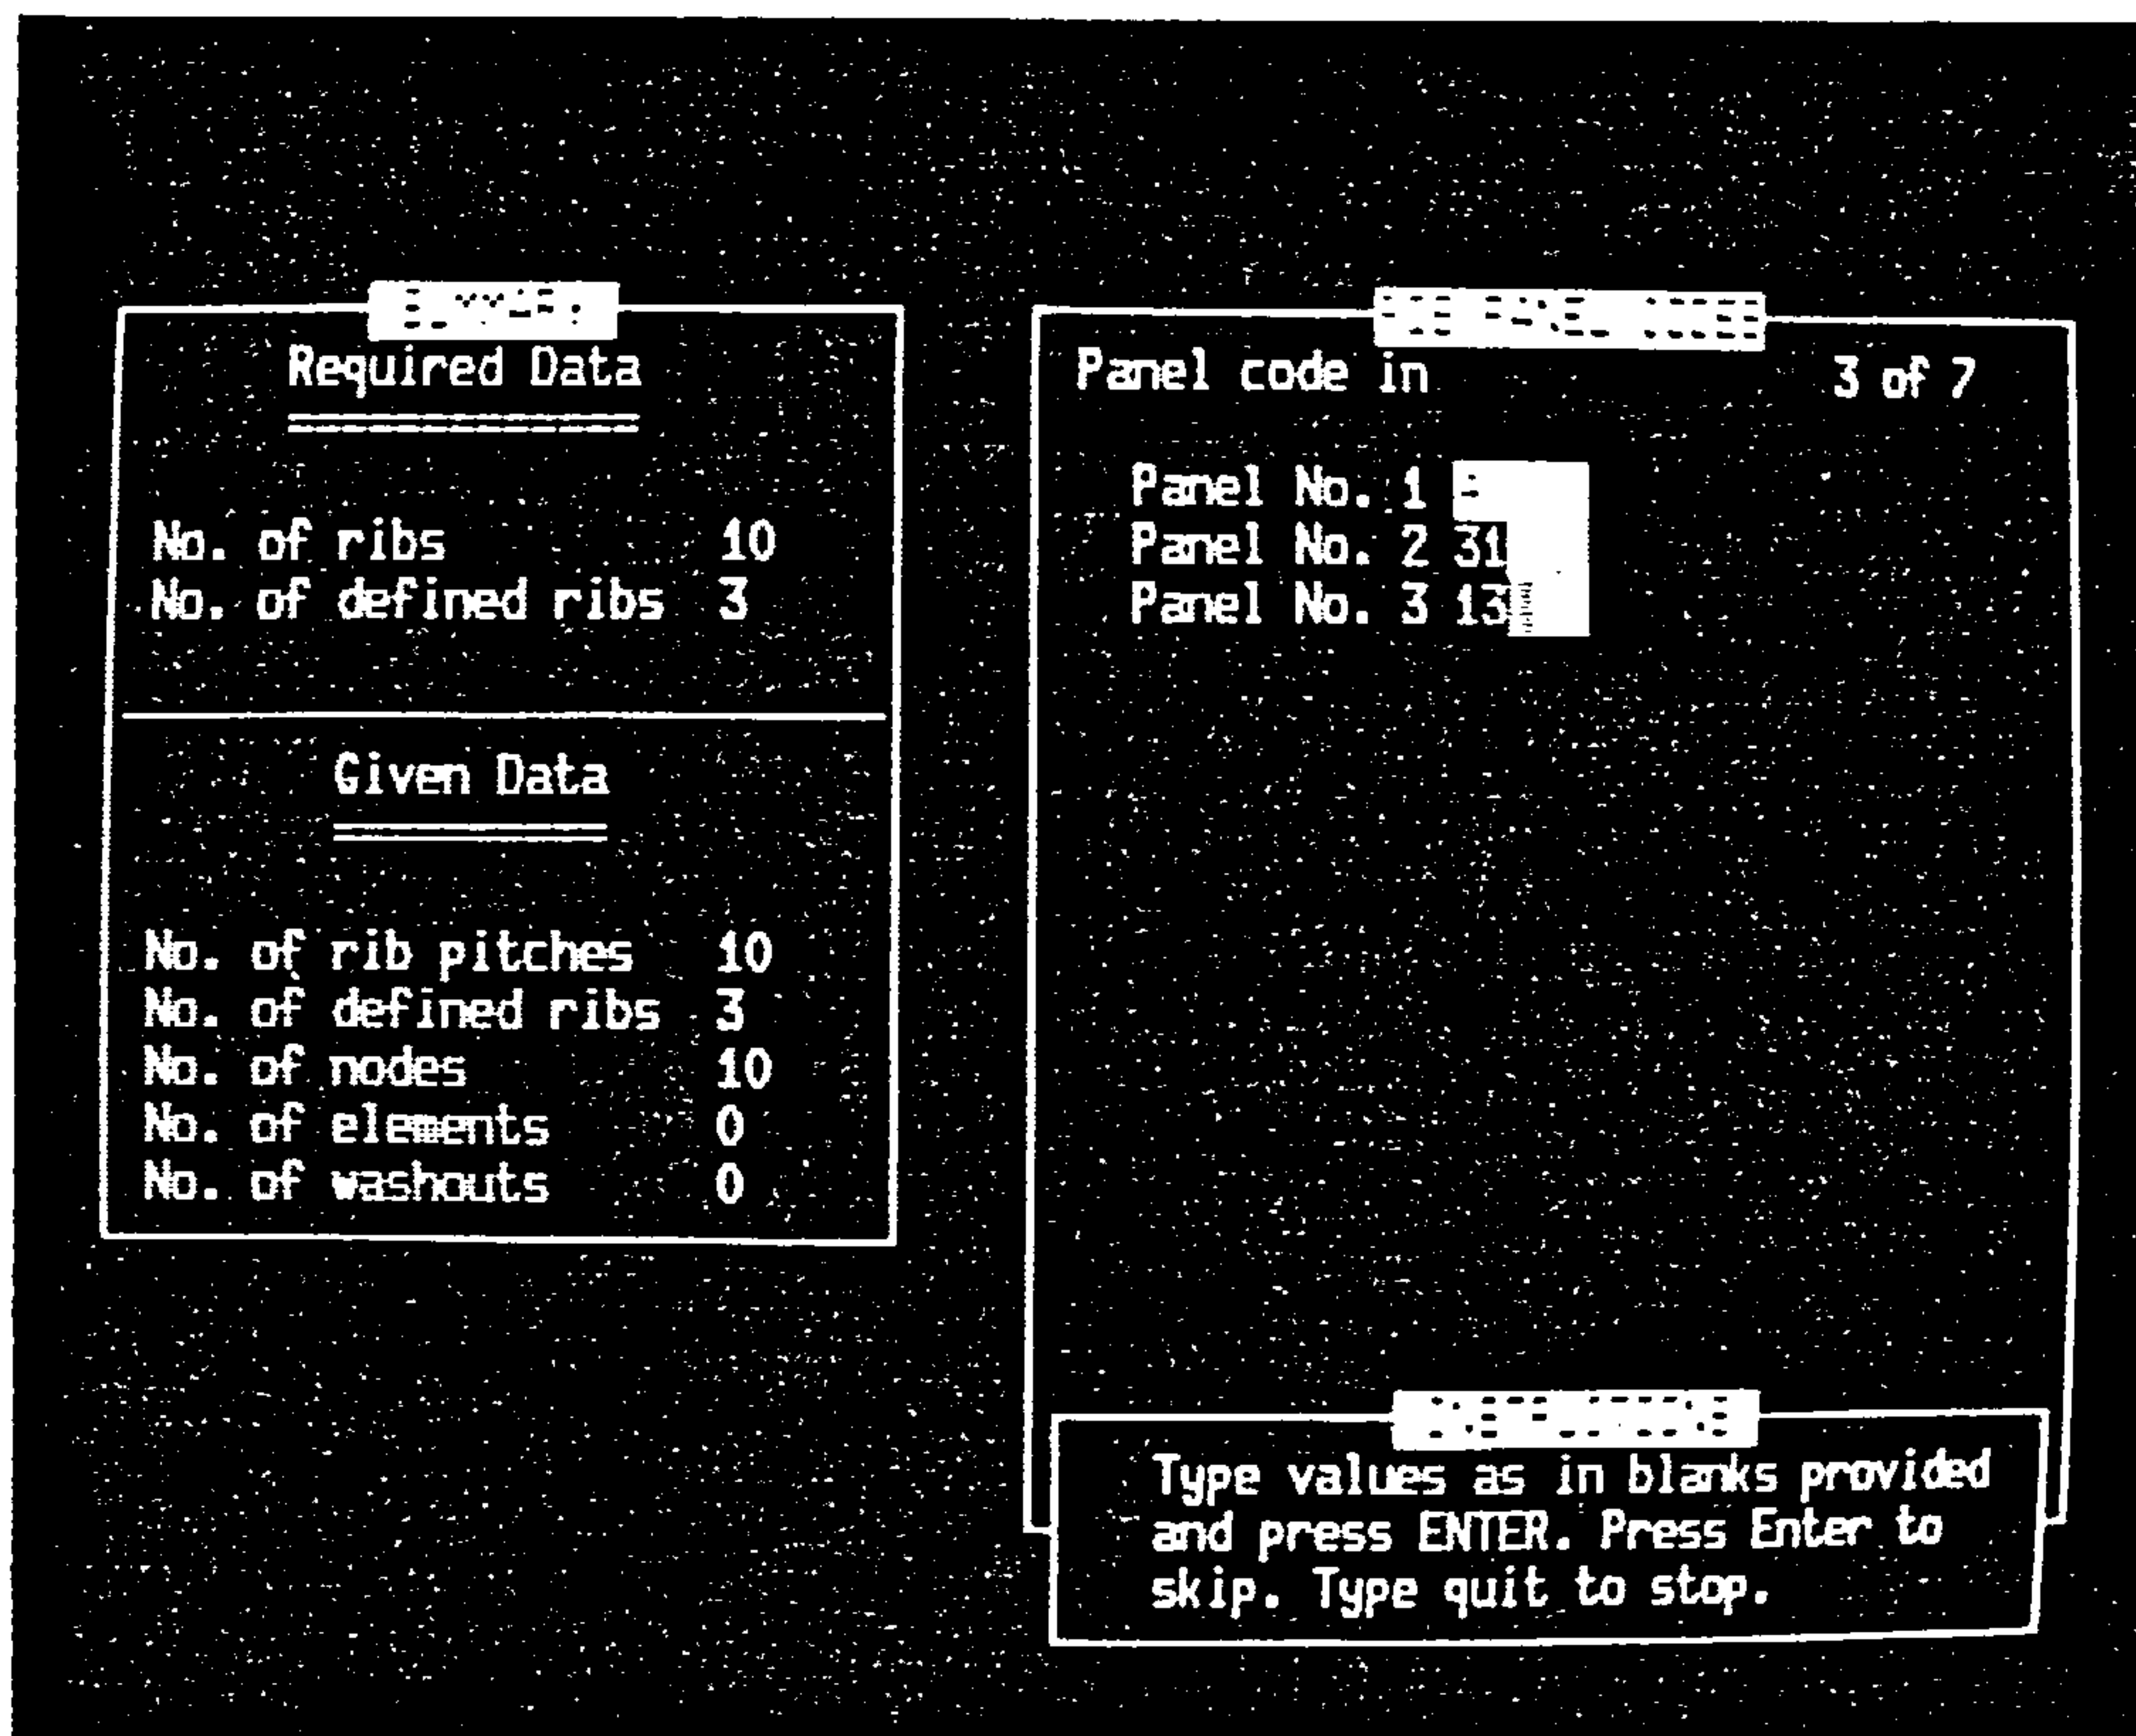 Required Data
No. of ribs 10
No. of defined ribs 3
Given Data
No. of rib pitches 10
No. of defined ribs 3
No. of nodes 10
No. of elements 0
No. of washouts 0
Panel code in 3 of 7
Panel No. 1
Panel No. 2 31
Panel No. 3 13
Type values as in blanks provided
and press ENTER. Press Enter to
skip. Type quit to stop.